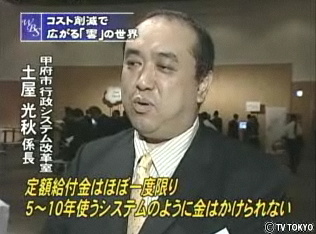 WBS
コスト削減で
広がる「雲」の世界
甲府市行政システム改革室
土屋 光秋 係長
定額給付金はほぼ一度限り
5～10年使うシステムのように金はかけられない
©TV TOKYO